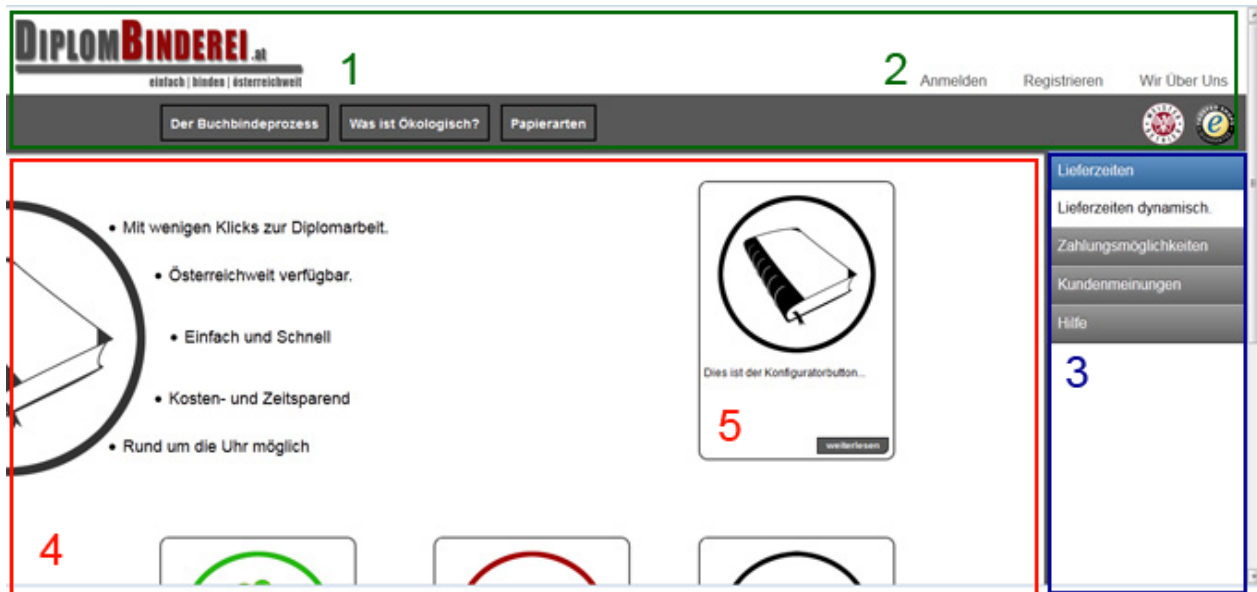 DIPLOMBINDEREI.at
einfach | binden | österreichweit
1
2
Anmelden Registrieren Wir Über Uns
Der Buchbindeprozess Was ist Ökologisch? Papierarten
Lieferzeiten
Lieferzeiten dynamisch.
Zahlungsmöglichkeiten
Kundenmeinungen
Hilfe
3
• Mit wenigen Klicks zur Diplomarbeit.
• Österreichweit verfügbar.
• Einfach und Schnell
• Kosten- und Zeitsparend
• Rund um die Uhr möglich
Dies ist der Konfiguratorbutton...
5
weiterlesen
4